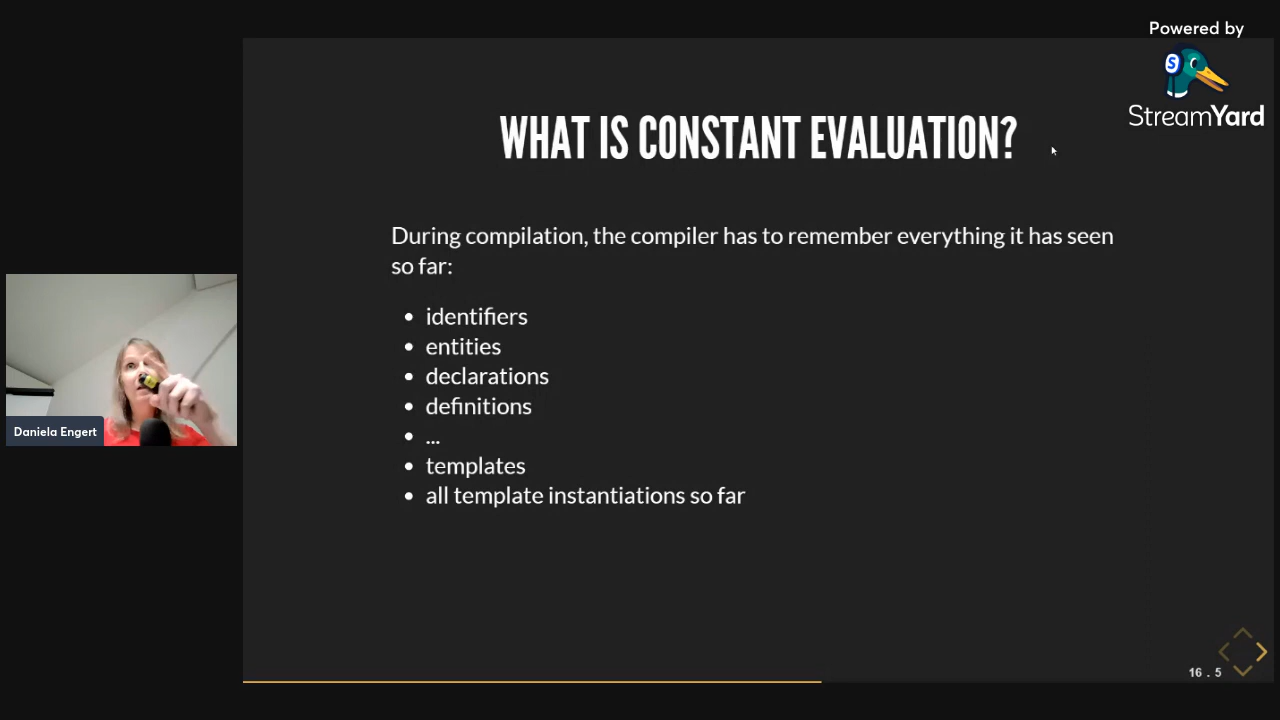 Powered by
StreamYard
WHAT IS CONSTANT EVALUATION?
During compilation, the compiler has to remember everything it has seen
so far:
• identifiers
• entities
• declarations
• definitions
• ...
• templates
• all template instantiations so far
Daniela Engert
16 . 5